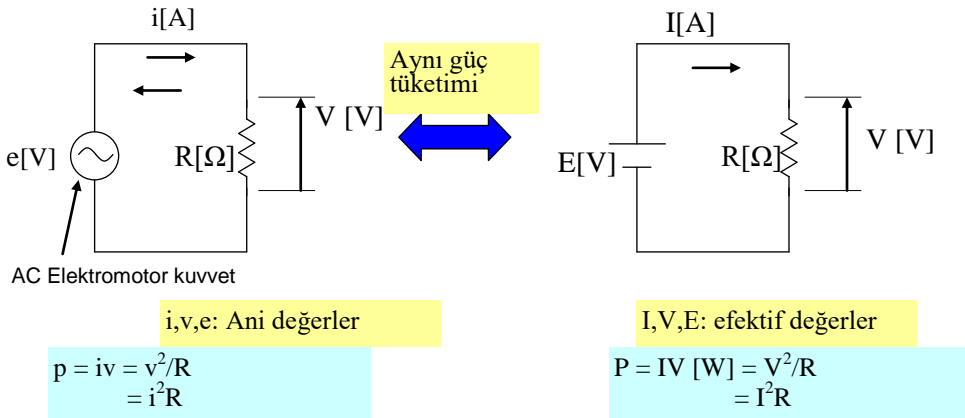 i[A]
I[A]
Aynı güç
tüketimi
V [V]
V [V]
e[V]
R[Ω]
E[V]
R[Ω]
AC Elektromotor kuvvet
i,v,e: Ani değerler
I,V,E: efektif değerler
p = iv = v²/R
= i²R
P = IV [W] = V²/R
= I²R